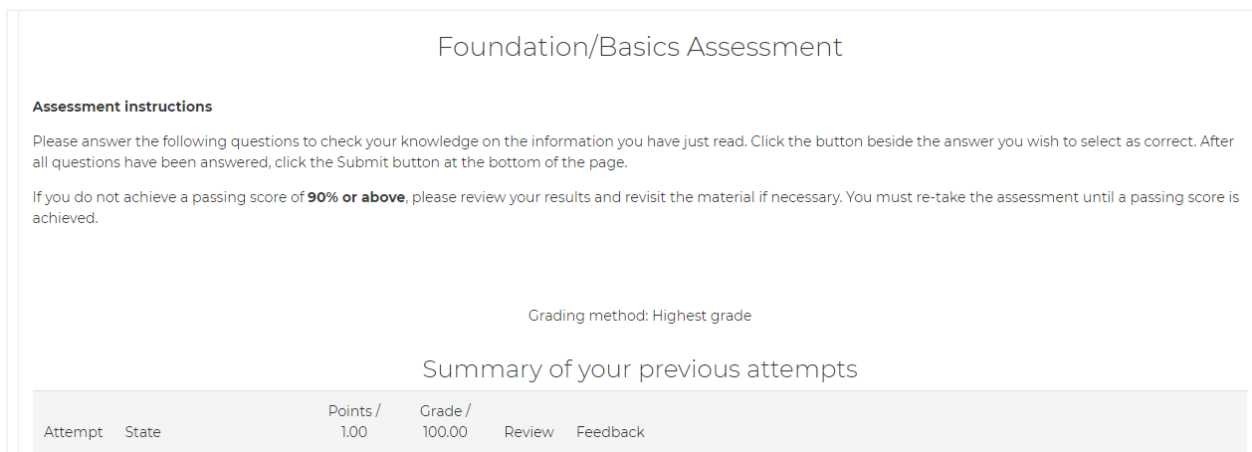 Foundation/Basics Assessment
Assessment instructions
Please answer the following questions to check your knowledge on the information you have just read. Click the button beside the answer you wish to select as correct. After
all questions have been answered, click the Submit button at the bottom of the page.
If you do not achieve a passing score of 90% or above, please review your results and revisit the material if necessary. You must re-take the assessment until a passing score is
achieved.
Grading method: Highest grade
Summary of your previous attempts
Points / Grade /
Attempt State 1.00 100.00 Review Feedback